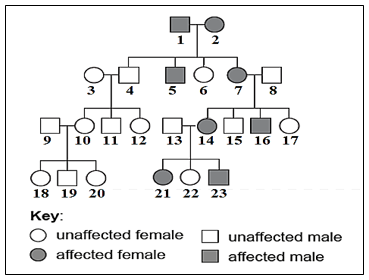 1 2
3 4 5 6 7 8
9 10 11 12 13 14 15 16 17
18 19 20 21 22 23
Key:
unaffected female unaffected male
affected female affected male